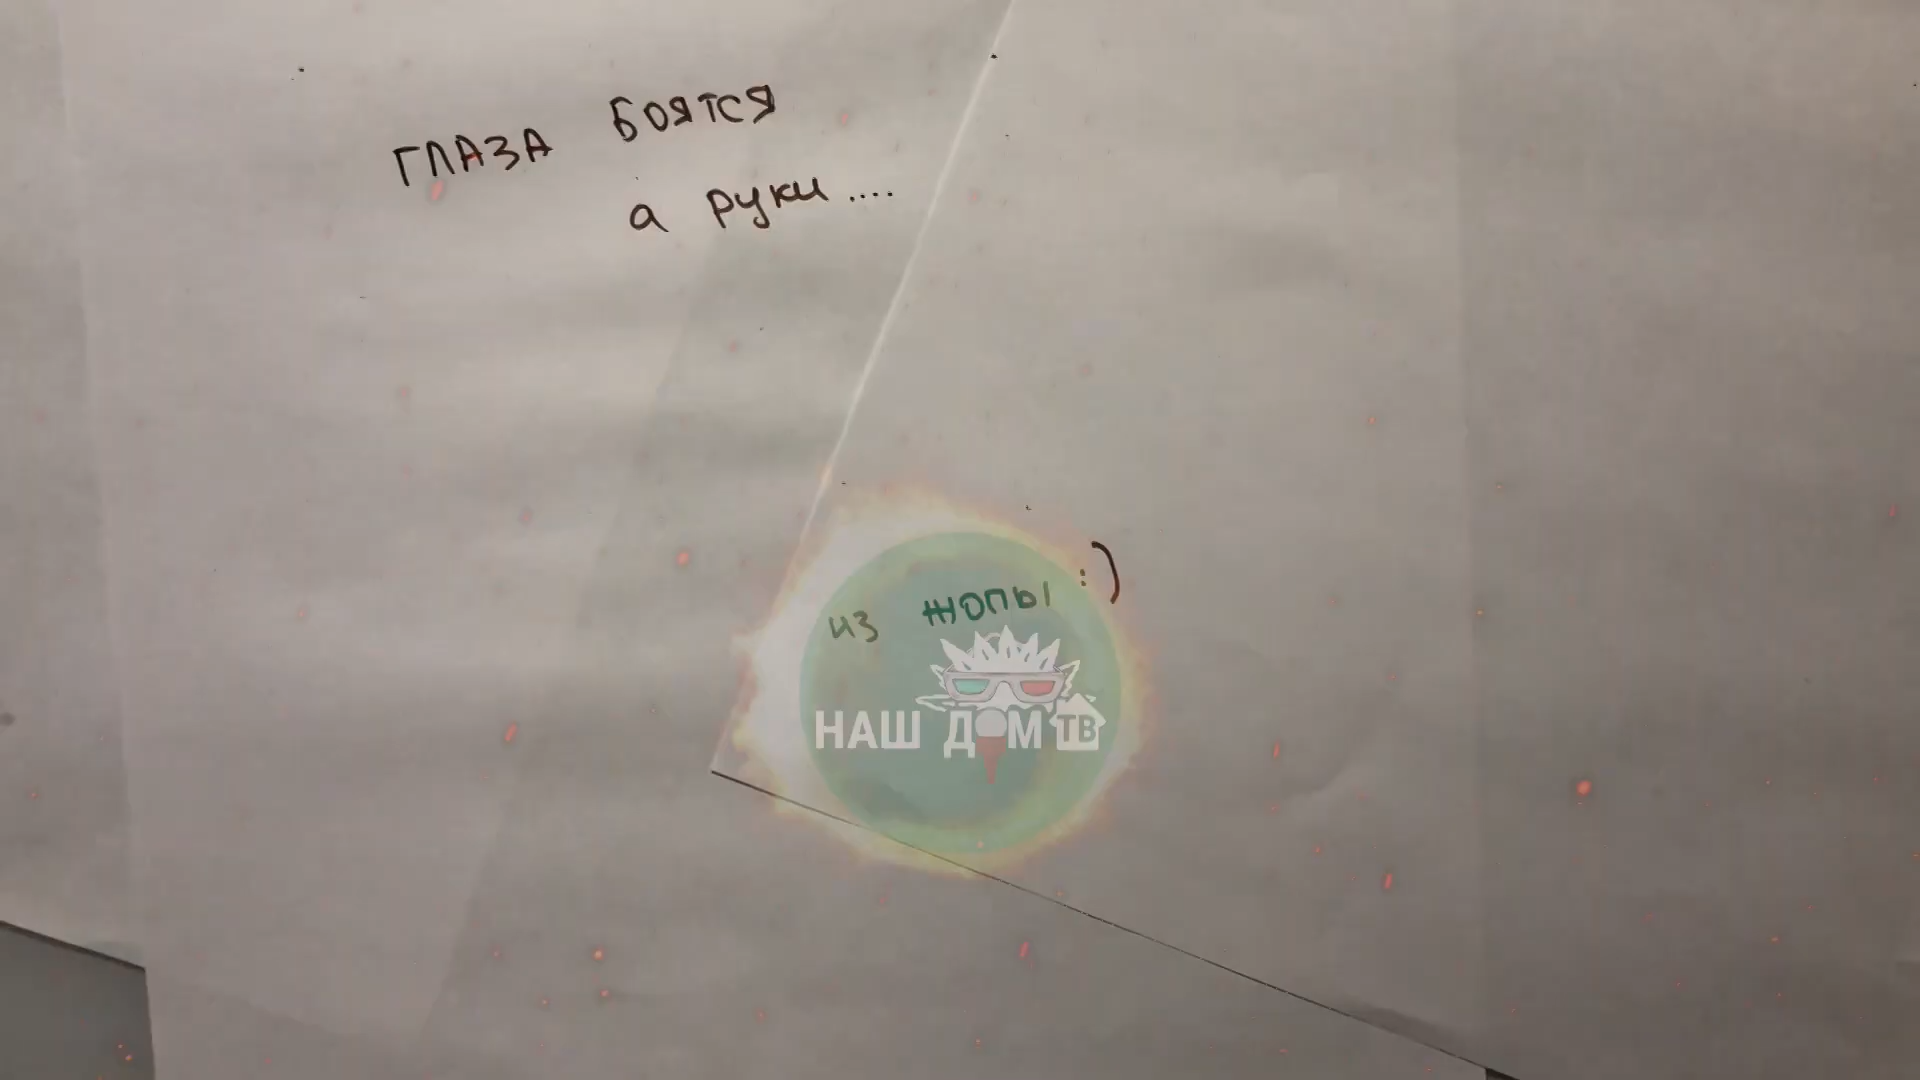 ГЛАЗА БОЯТСЯ
а руки....
из жопы :)
НАШ ДОМ ТВ